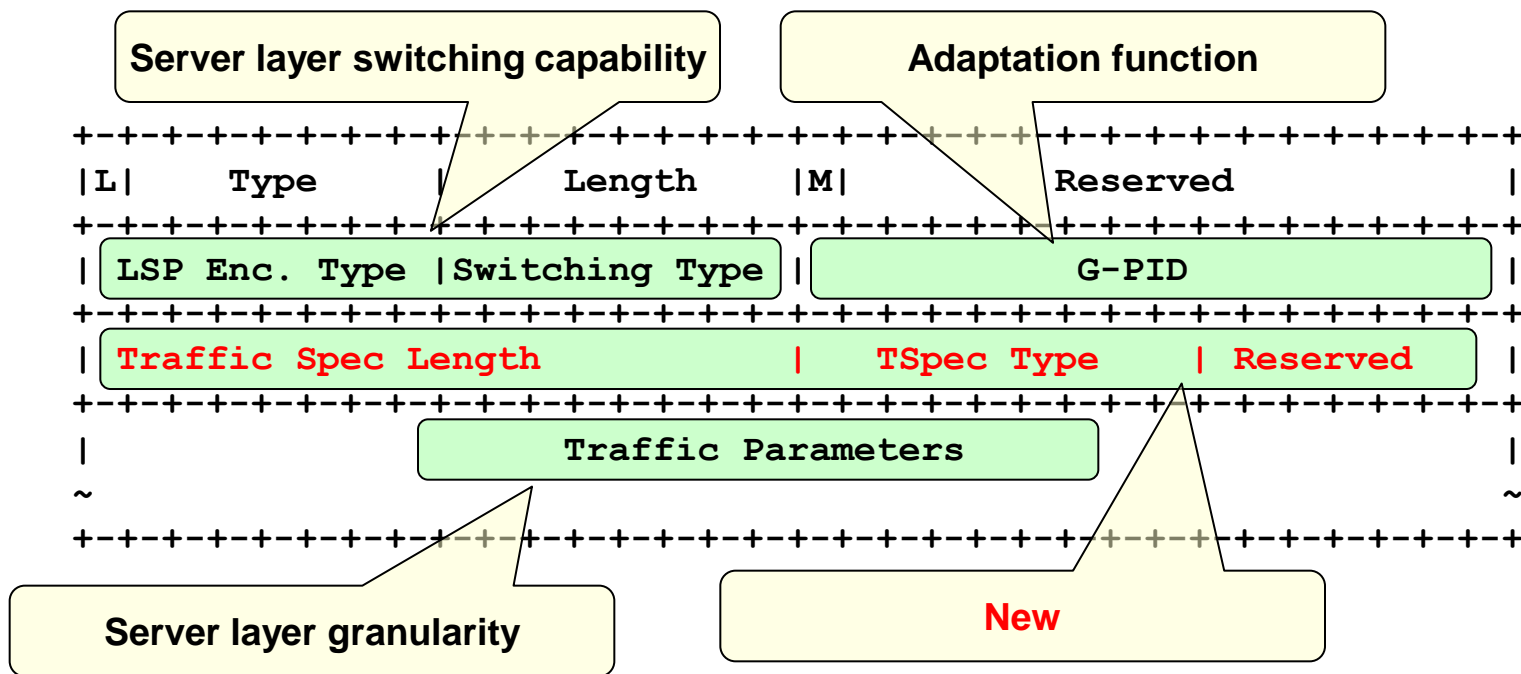 Server layer switching capability
Adaptation function
+-+-+-+-+-+-+-+-+-+-+-+-+-+-+-+-+-+-+-+-+-+-+-+-+-+-+-+-+-+-+-+-+
|L| Type | Length |M| Reserved |
+-+-+-+-+-+-+-+-+-+-+-+-+-+-+-+-+-+-+-+-+-+-+-+-+-+-+-+-+-+-+-+-+
| LSP Enc. Type |Switching Type | G-PID |
+-+-+-+-+-+-+-+-+-+-+-+-+-+-+-+-+-+-+-+-+-+-+-+-+-+-+-+-+-+-+-+-+
| Traffic Spec Length | TSpec Type | Reserved |
+-+-+-+-+-+-+-+-+-+-+-+-+-+-+-+-+-+-+-+-+-+-+-+-+-+-+-+-+-+-+-+-+
| Traffic Parameters |
~ ~
+-+-+-+-+-+-+-+-+-+-+-+-+-+-+-+-+-+-+-+-+-+-+-+-+-+-+-+-+-+-+-+-+
Server layer granularity
New